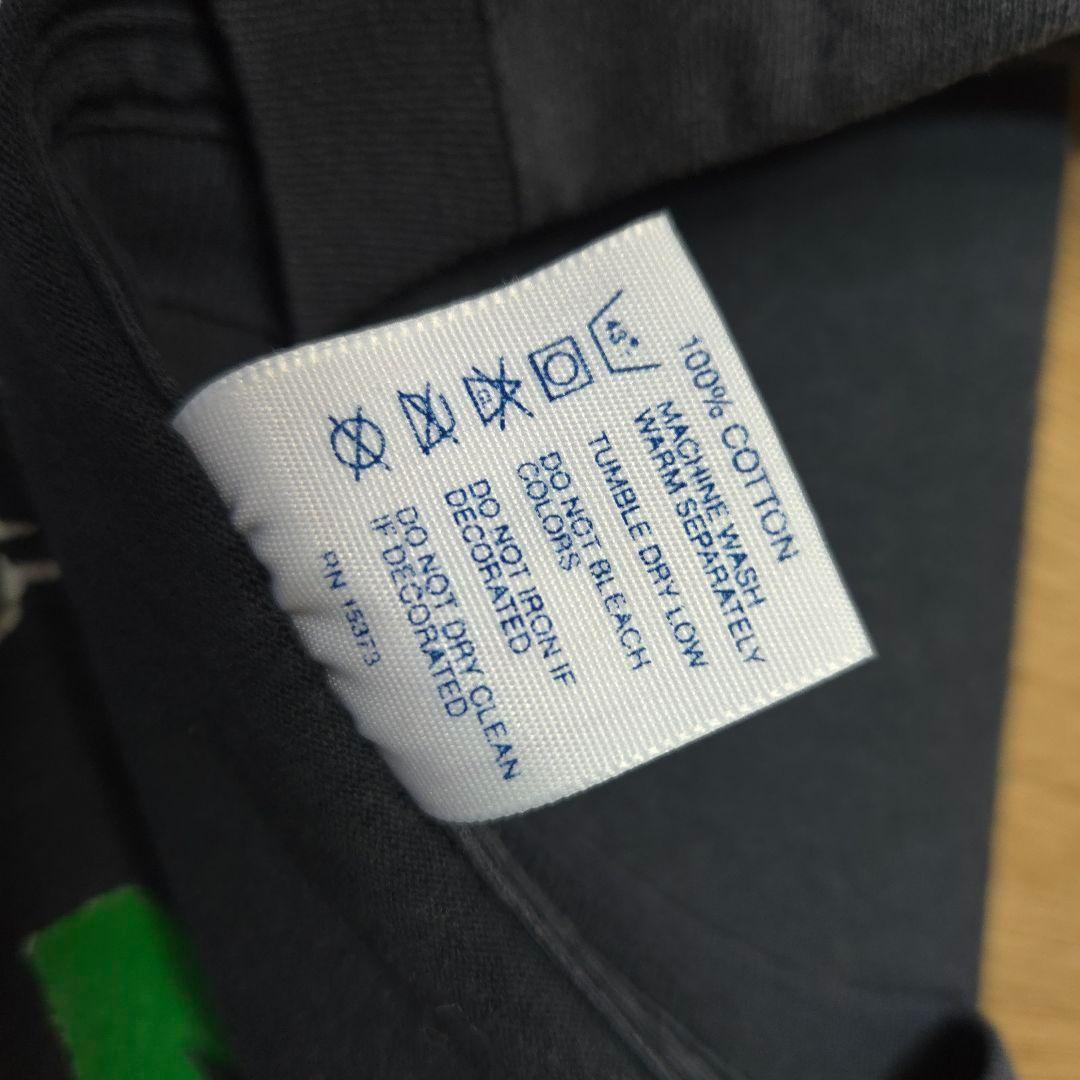 100% COTTON
43°
MACHINE WASH
WARM SEPARATELY
TUMBLE DRY LOW
DO NOT BLEACH
COLORS
DO NOT IRON IF
DECORATED
DO NOT DRY CLEAN
IF DECORATED
RN 15373